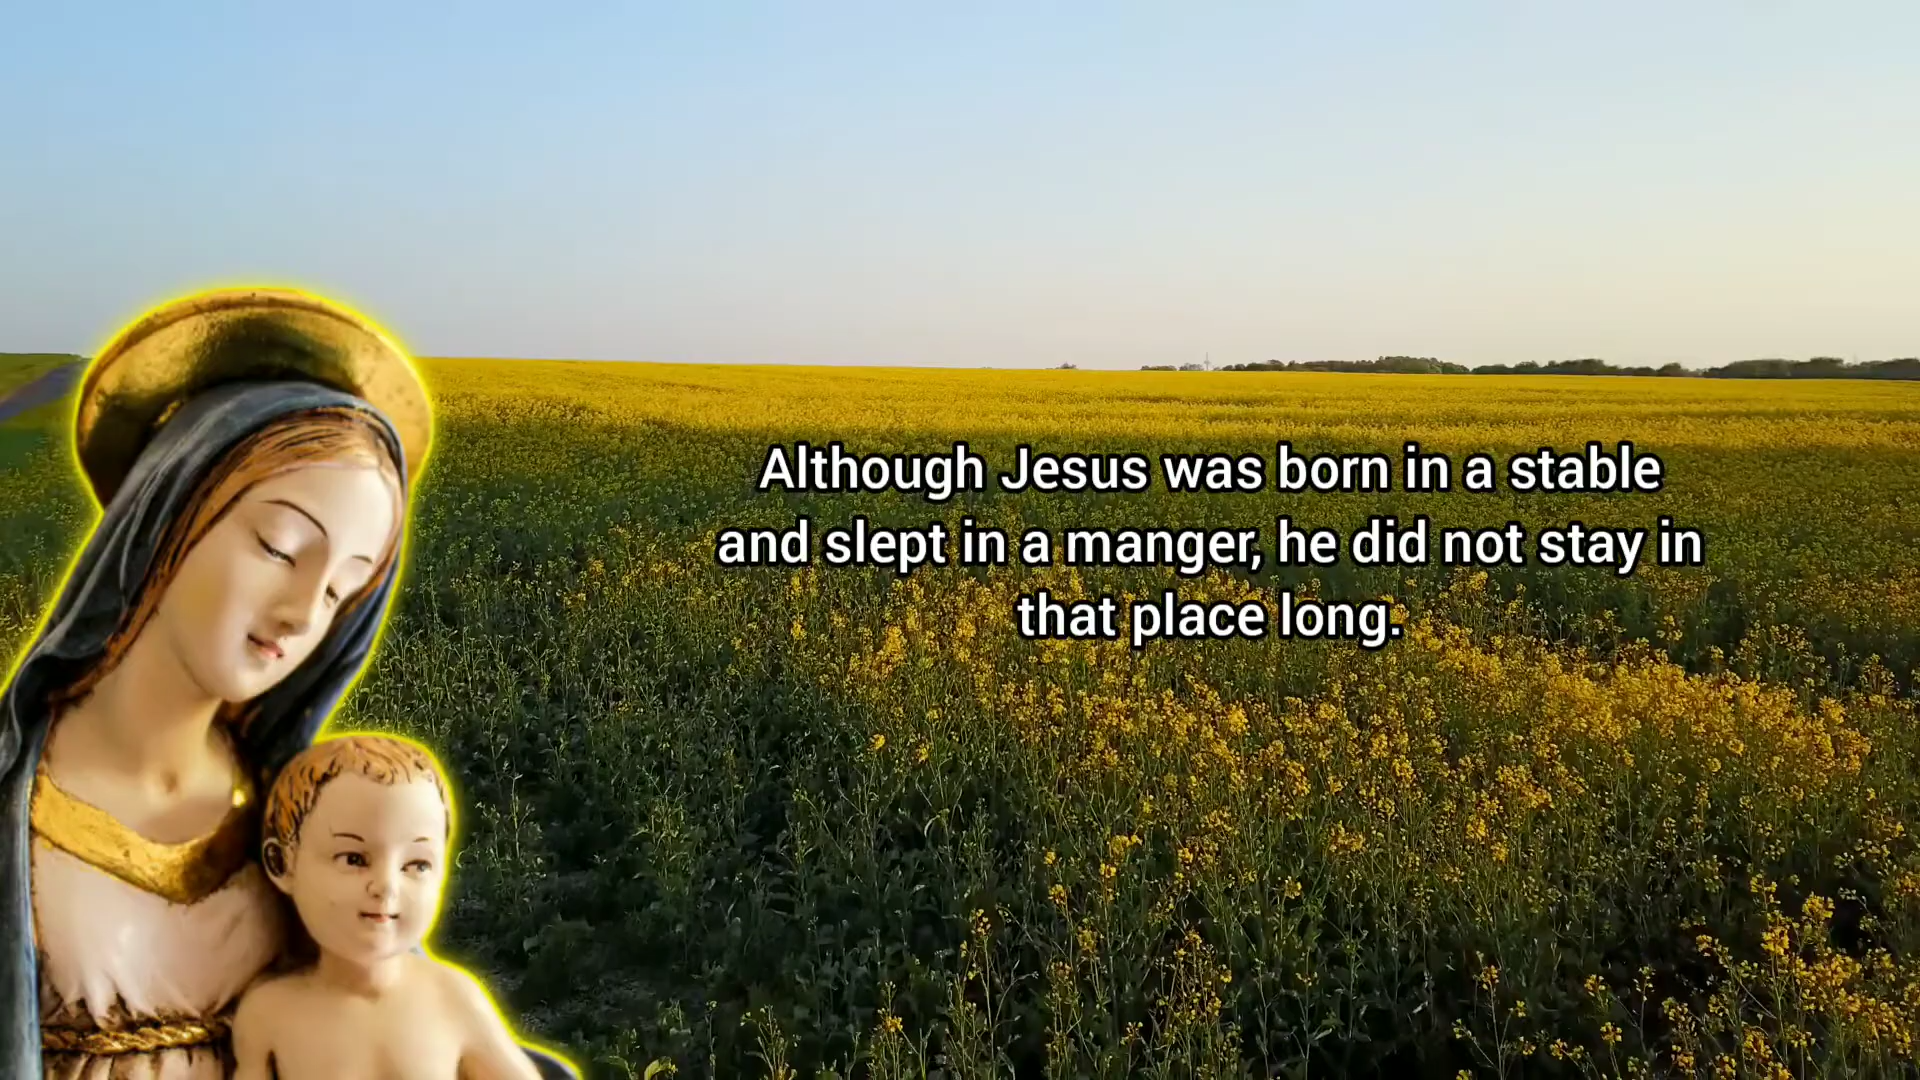 Although Jesus was born in a stable
and slept in a manger, he did not stay in
that place long.